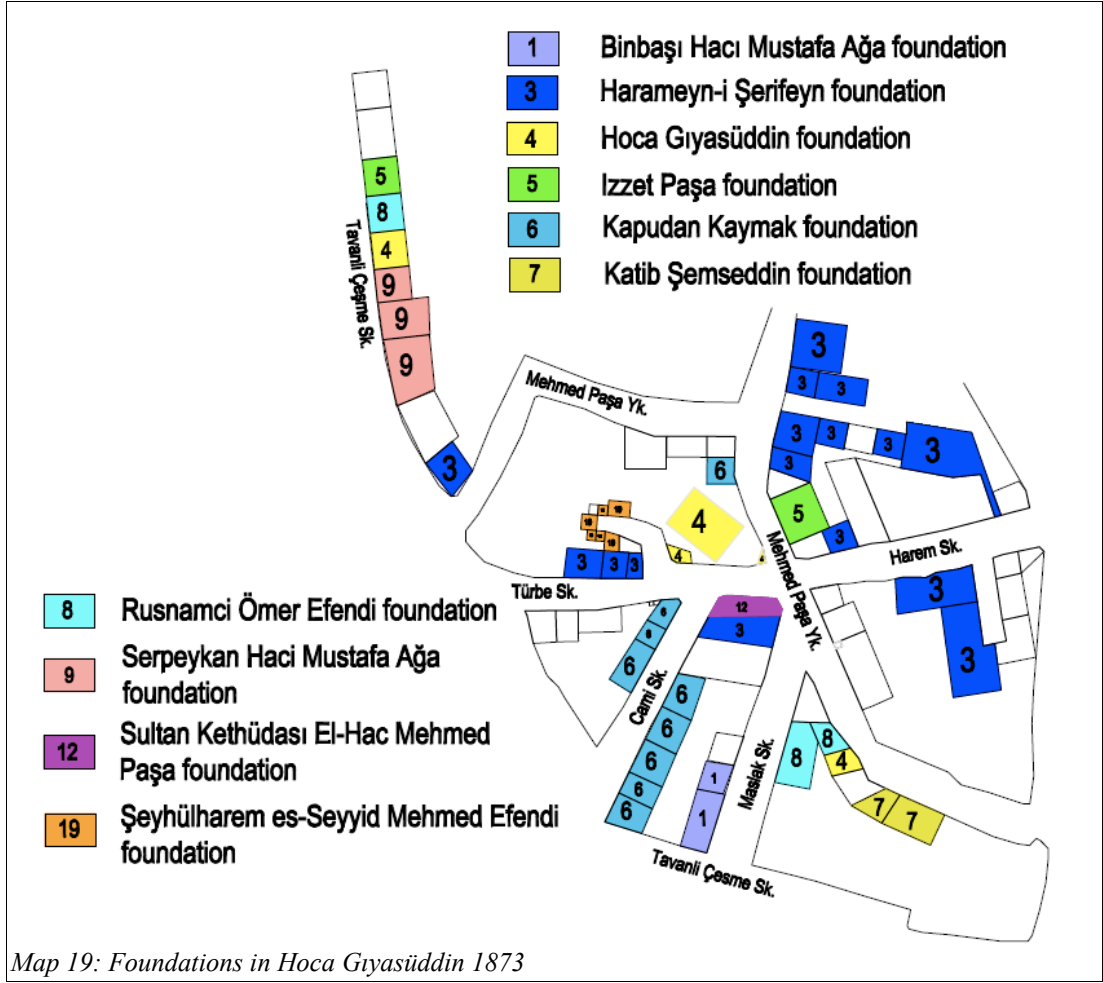 1 Binbaşı Hacı Mustafa Ağa foundation
3 Harameyn-i Şerifeyn foundation
4 Hoca Gıyasüddin foundation
5 Izzet Paşa foundation
6 Kapudan Kaymak foundation
7 Katib Şemseddin foundation
5
8
4
9
9
9
3
Tavanli Çeşme Sk.
Mehmed Paşa Yk.
3
3 3
3 3 3 3
3
6
4
5
3
4
19
19
19
3 3 3
Mehmed Paşa Yk.
Harem Sk.
Türbe Sk.
3
3
12
3
6
6
6
Cami Sk.
6
6
6
6
6
1
1
Maslak Sk.
8
8
4
7 7
Tavanli Çesme Sk.
8 Rusnamci Ömer Efendi foundation
9 Serpeykan Haci Mustafa Ağa
foundation
12 Sultan Kethüdası El-Hac Mehmed
Paşa foundation
19 Şeyhülharem es-Seyyid Mehmed Efendi
foundation
Map 19: Foundations in Hoca Gıyasüddin 1873